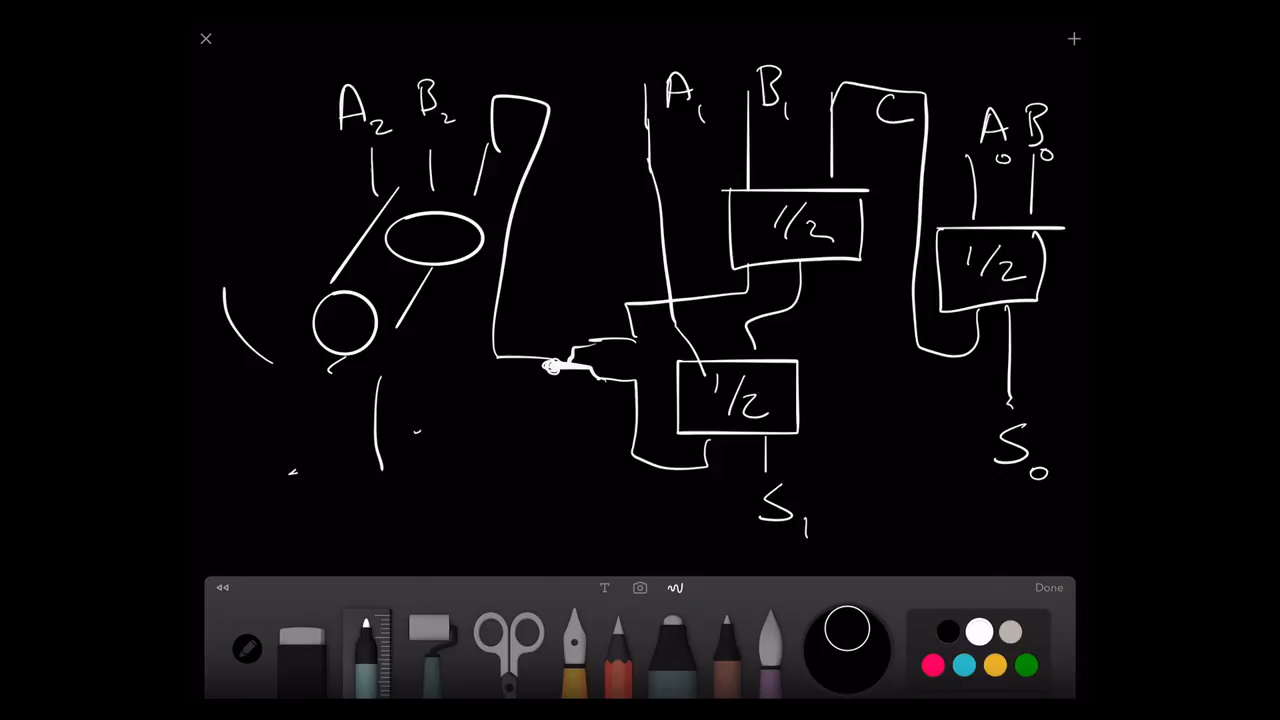 A₂ B₂ A₁ B₁ C A₀ B₀
1/2
1/2
1/2
S₀
S₁
T Done